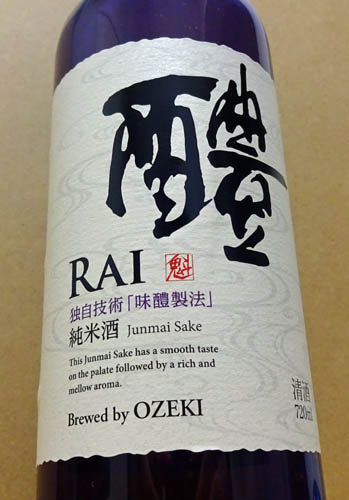 醴
RAI
魁
独自技術「味醴製法」
純米酒 Junmai Sake
This Junmai Sake has a smooth taste
on the palate followed by a rich and
mellow aroma.
Brewed by OZEKI
清酒
720ml